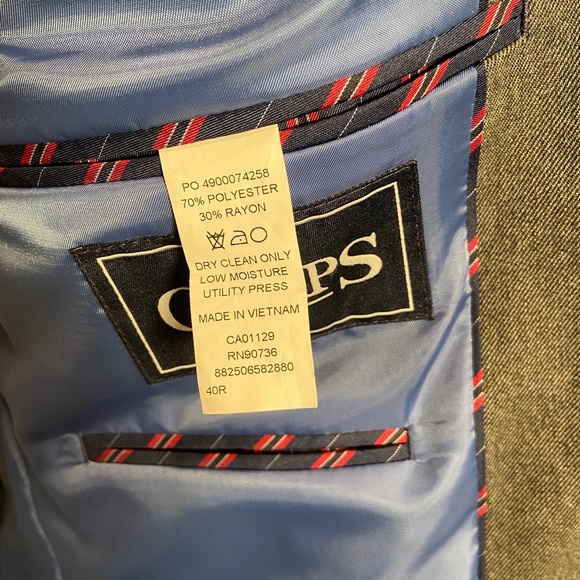 PO 4900074258
70% POLYESTER
30% RAYON
DRY CLEAN ONLY
LOW MOISTURE
UTILITY PRESS
MADE IN VIETNAM
CA01129
RN90736
882506582880
40R